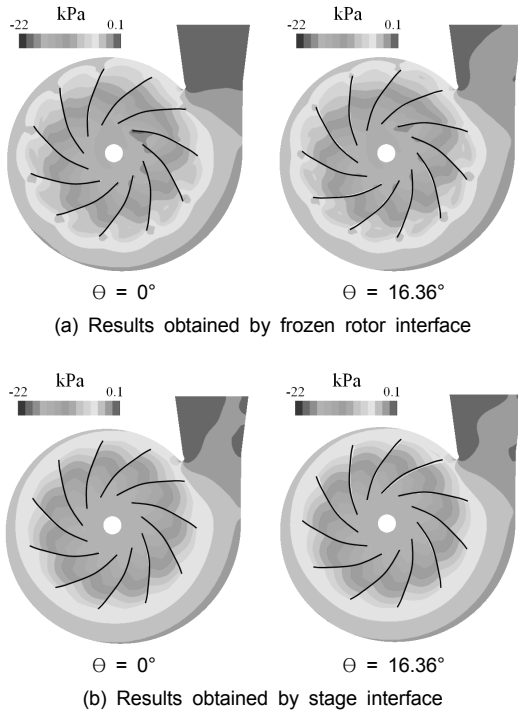 kPa kPa
-22 0.1 -22 0.1
Θ = 0° Θ = 16.36°
(a) Results obtained by frozen rotor interface
kPa kPa
-22 0.1 -22 0.1
Θ = 0° Θ = 16.36°
(b) Results obtained by stage interface